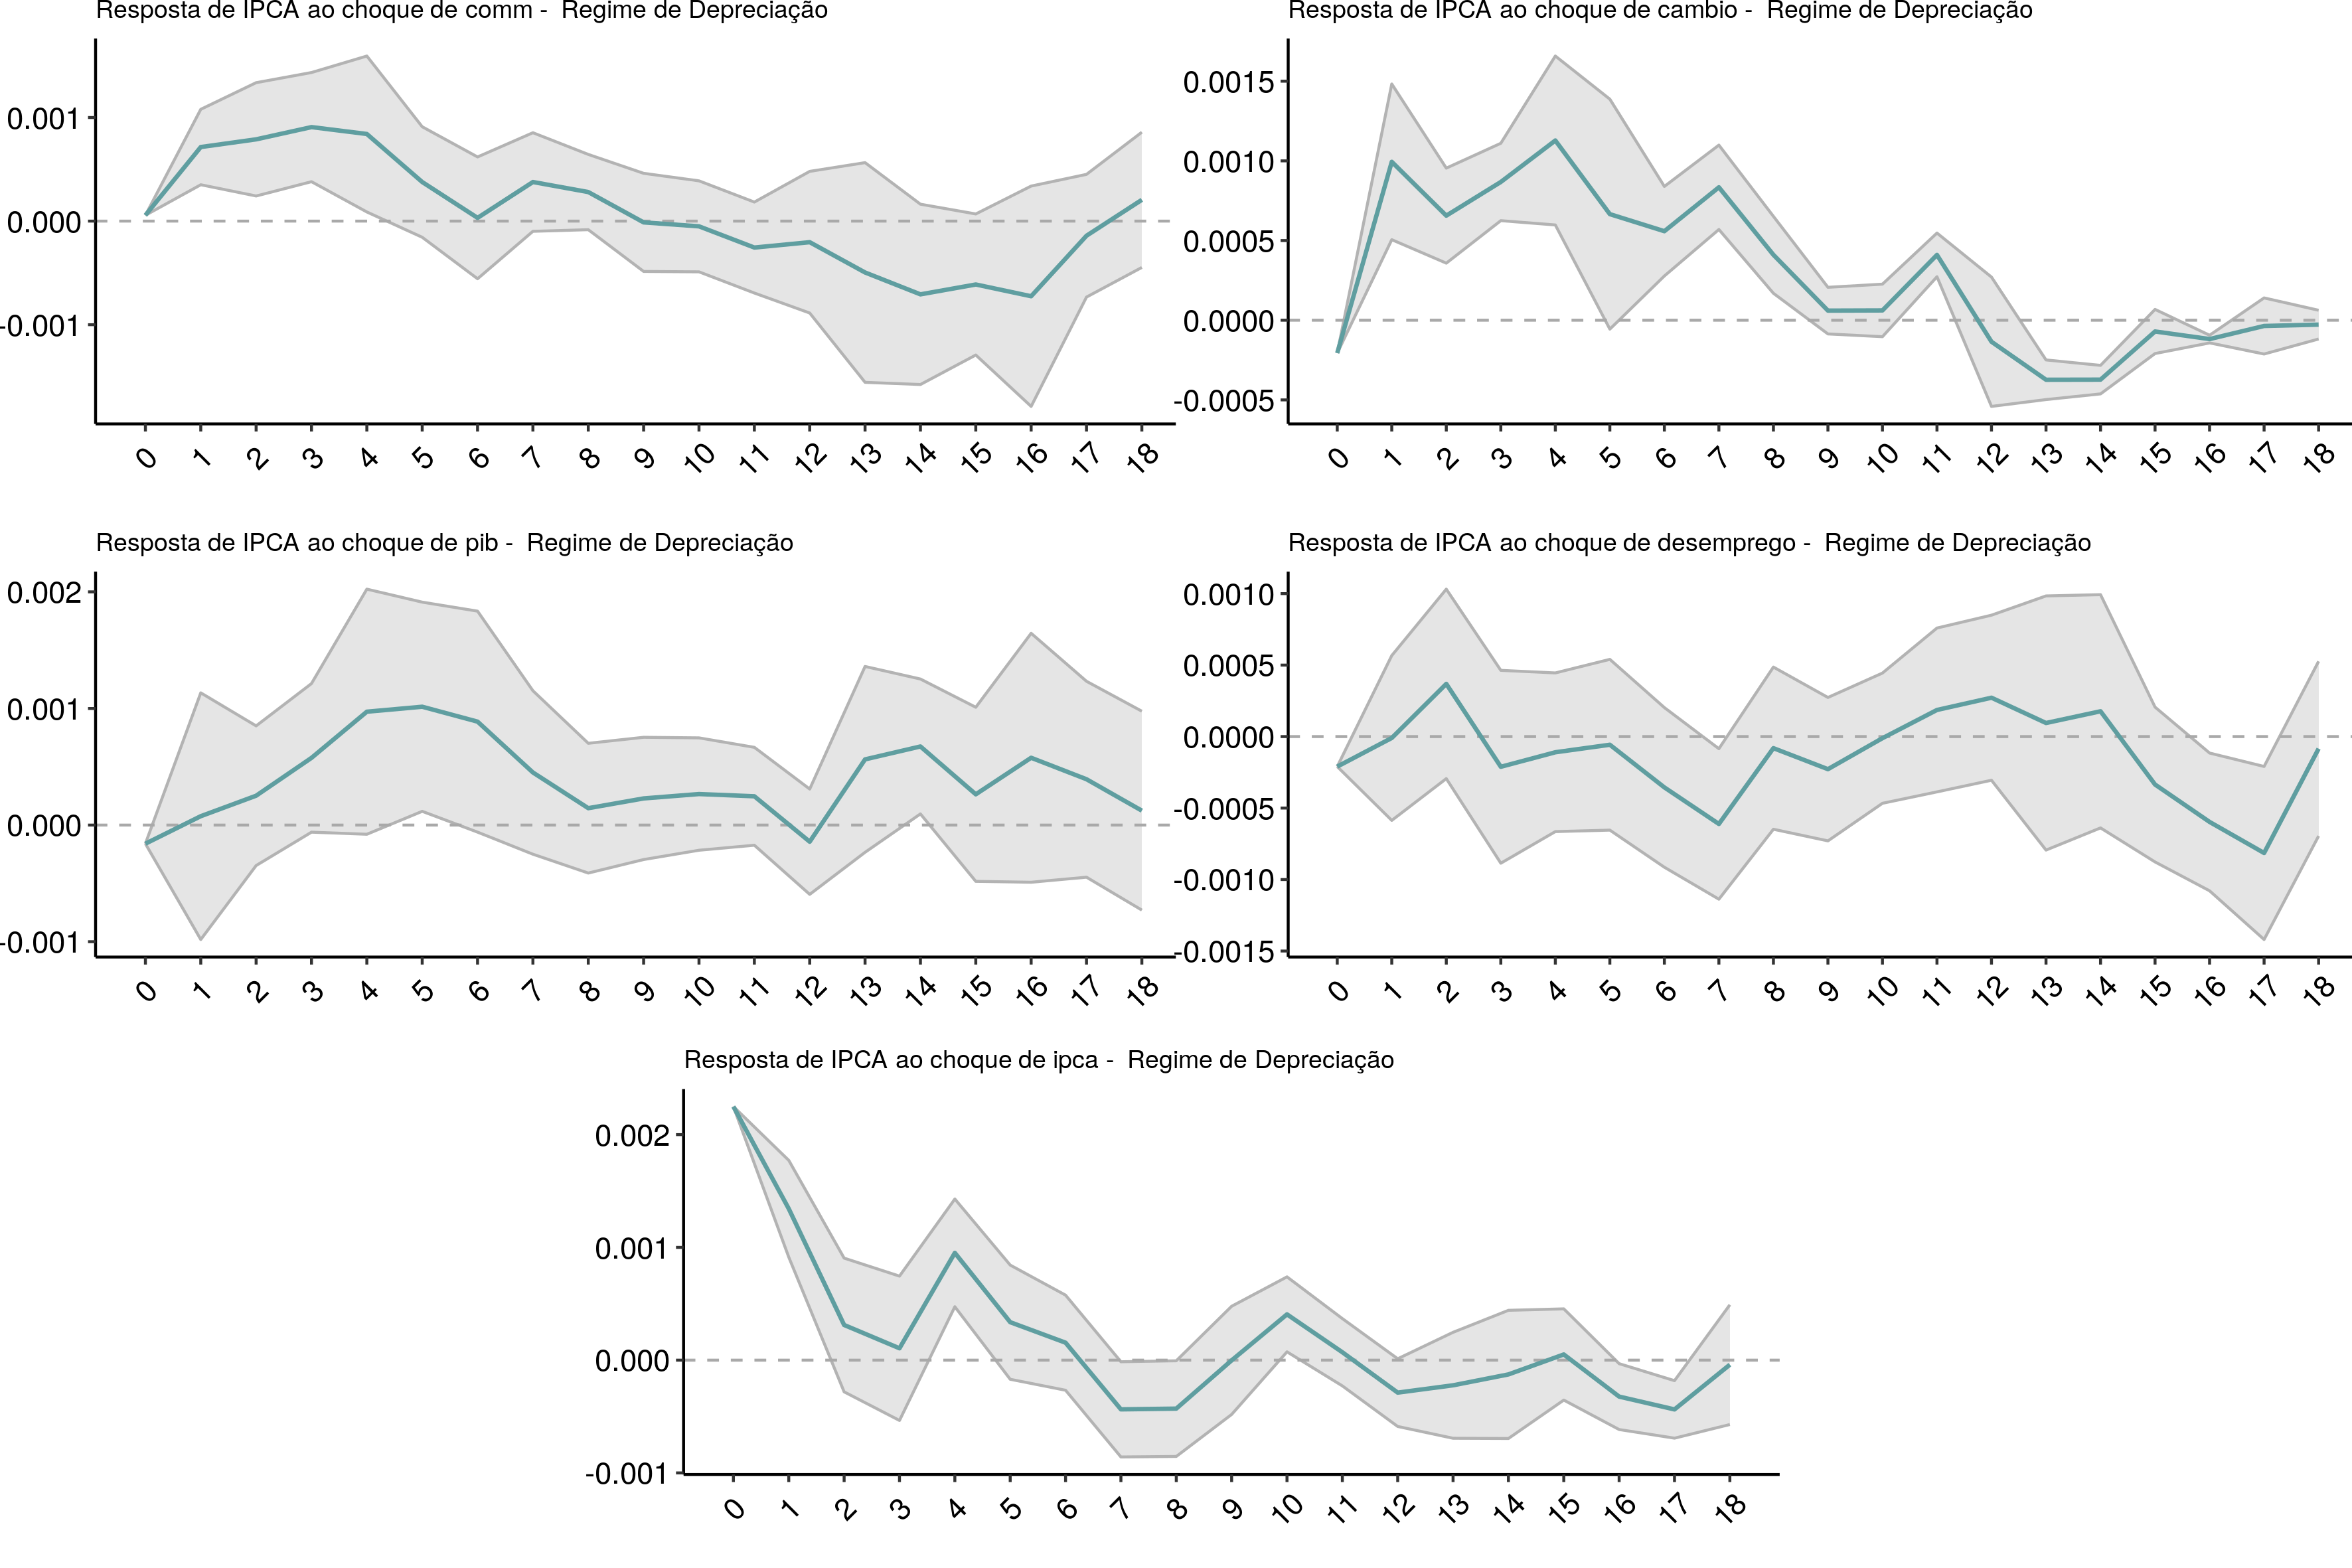 Resposta de IPCA ao choque de comm -  Regime de Depreciação
0.001
0.000
-0.001
0 1 2 3 4 5 6 7 8 9 10 11 12 13 14 15 16 17 18
Resposta de IPCA ao choque de cambio -  Regime de Depreciação
0.0015
0.0010
0.0005
0.0000
-0.0005
0 1 2 3 4 5 6 7 8 9 10 11 12 13 14 15 16 17 18
Resposta de IPCA ao choque de pib -  Regime de Depreciação
0.002
0.001
0.000
-0.001
0 1 2 3 4 5 6 7 8 9 10 11 12 13 14 15 16 17 18
Resposta de IPCA ao choque de desemprego -  Regime de Depreciação
0.0010
0.0005
0.0000
-0.0005
-0.0010
-0.0015
0 1 2 3 4 5 6 7 8 9 10 11 12 13 14 15 16 17 18
Resposta de IPCA ao choque de ipca -  Regime de Depreciação
0.002
0.001
0.000
-0.001
0 1 2 3 4 5 6 7 8 9 10 11 12 13 14 15 16 17 18